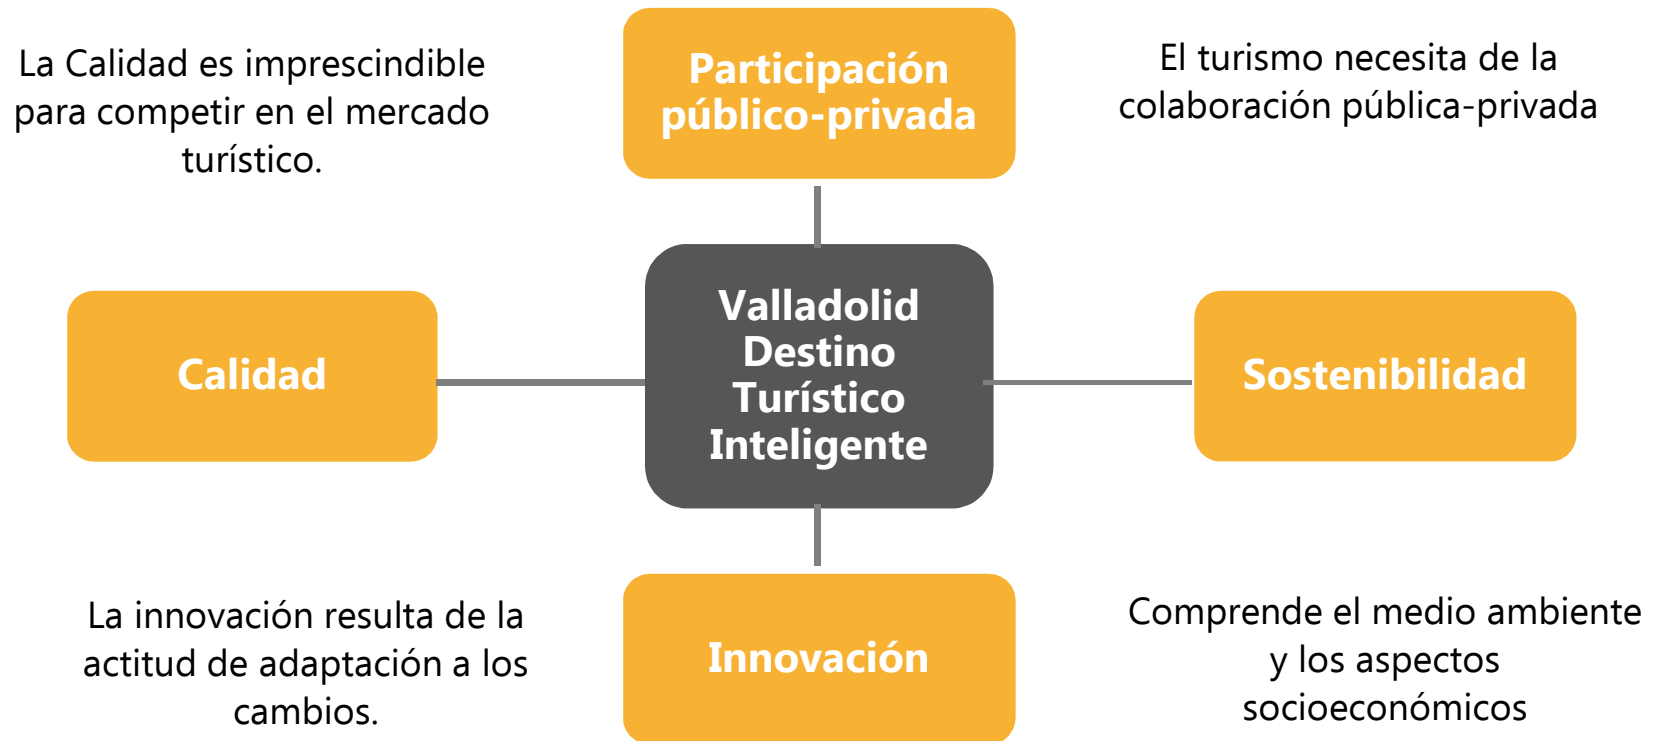 La Calidad es imprescindible
para competir en el mercado
turístico.
Participación
público-privada
El turismo necesita de la
colaboración pública-privada
Calidad
Valladolid
Destino
Turístico
Inteligente
Sostenibilidad
La innovación resulta de la
actitud de adaptación a los
cambios.
Innovación
Comprende el medio ambiente
y los aspectos
socioeconómicos